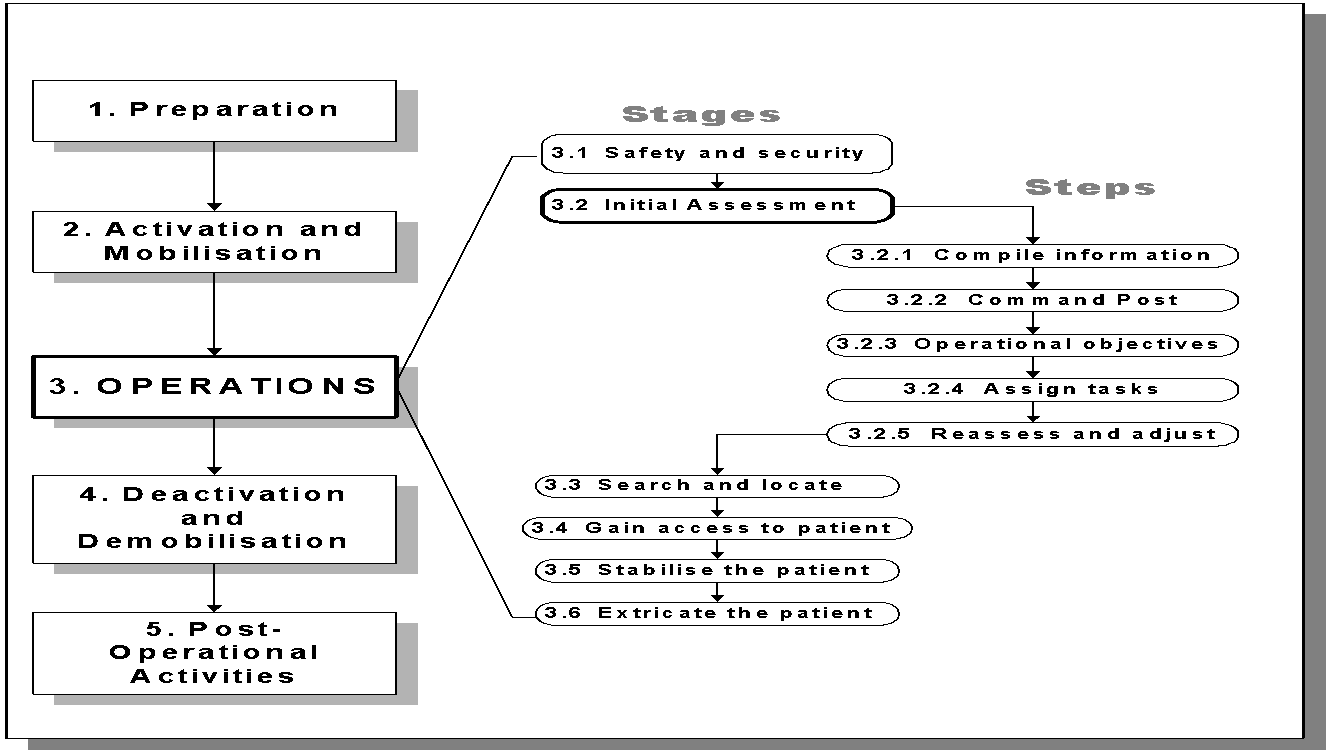 1. Preparation
2. Activation and
Mobilisation
3. OPERATIONS
4. Deactivation
and
Demobilisation
5. Post-
Operational
Activities
Stages
3.1 Safety and security
3.2 Initial Assessment
Steps
3.2.1 Compile information
3.2.2 Command Post
3.2.3 Operational objectives
3.2.4 Assign tasks
3.2.5 Reassess and adjust
3.3 Search and locate
3.4 Gain access to patient
3.5 Stabilise the patient
3.6 Extricate the patient